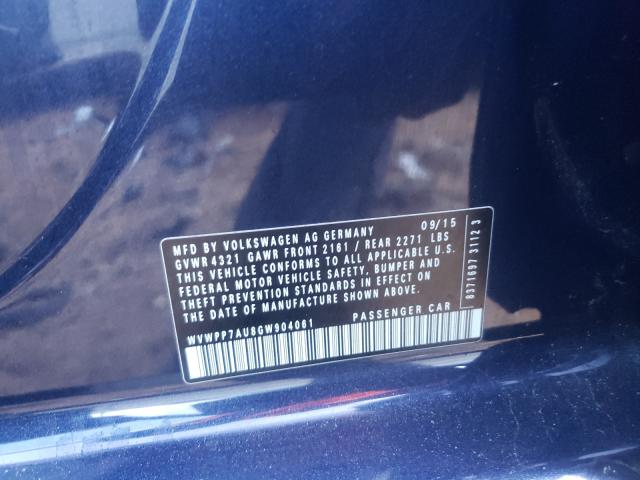 MFD BY VOLKSWAGEN AG GERMANY 09/15
GVWR 4321 GAWR FRONT 2161 / REAR 2271 LBS
THIS VEHICLE CONFORMS TO ALL APPLICABLE U.S.
FEDERAL MOTOR VEHICLE SAFETY, BUMPER AND
THEFT PREVENTION STANDARDS IN EFFECT ON
THE DATE OF MANUFACTURE SHOWN ABOVE.
WVWPP7AU8GW904061 PASSENGER CAR
8371697 31123